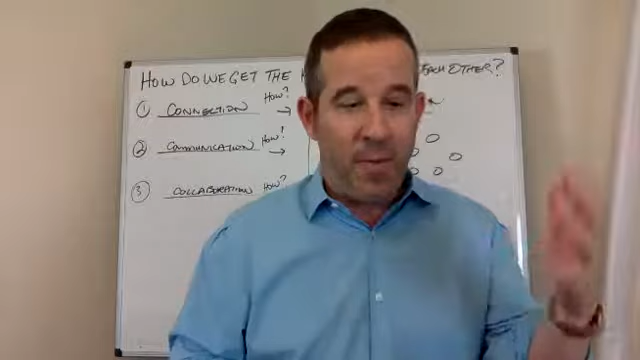 HOW DO WE GET THE EACH OTHER?
① CONNECTION HOW? →
② COMMUNICATION HOW! →
③ COLLABORATION HOW? →